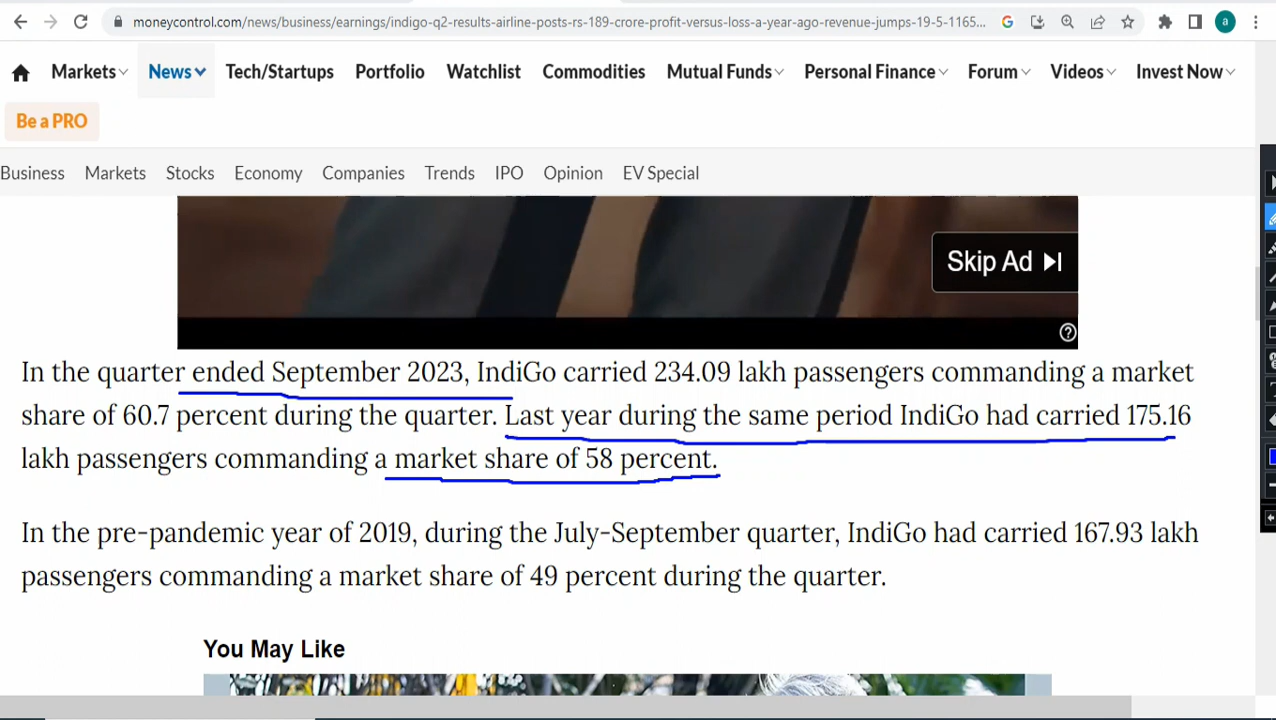 moneycontrol.com/news/business/earnings/indigo-q2-results-airline-posts-rs-189-crore-profit-versus-loss-a-year-ago-revenue-jumps-19-5-1165...
a
Markets News Tech/Startups Portfolio Watchlist Commodities Mutual Funds Personal Finance Forum Videos Invest Now
Be a PRO
Business Markets Stocks Economy Companies Trends IPO Opinion EV Special
Skip Ad
In the quarter ended September 2023, IndiGo carried 234.09 lakh passengers commanding a market
share of 60.7 percent during the quarter. Last year during the same period IndiGo had carried 175.16
lakh passengers commanding a market share of 58 percent.
In the pre-pandemic year of 2019, during the July-September quarter, IndiGo had carried 167.93 lakh
passengers commanding a market share of 49 percent during the quarter.
You May Like